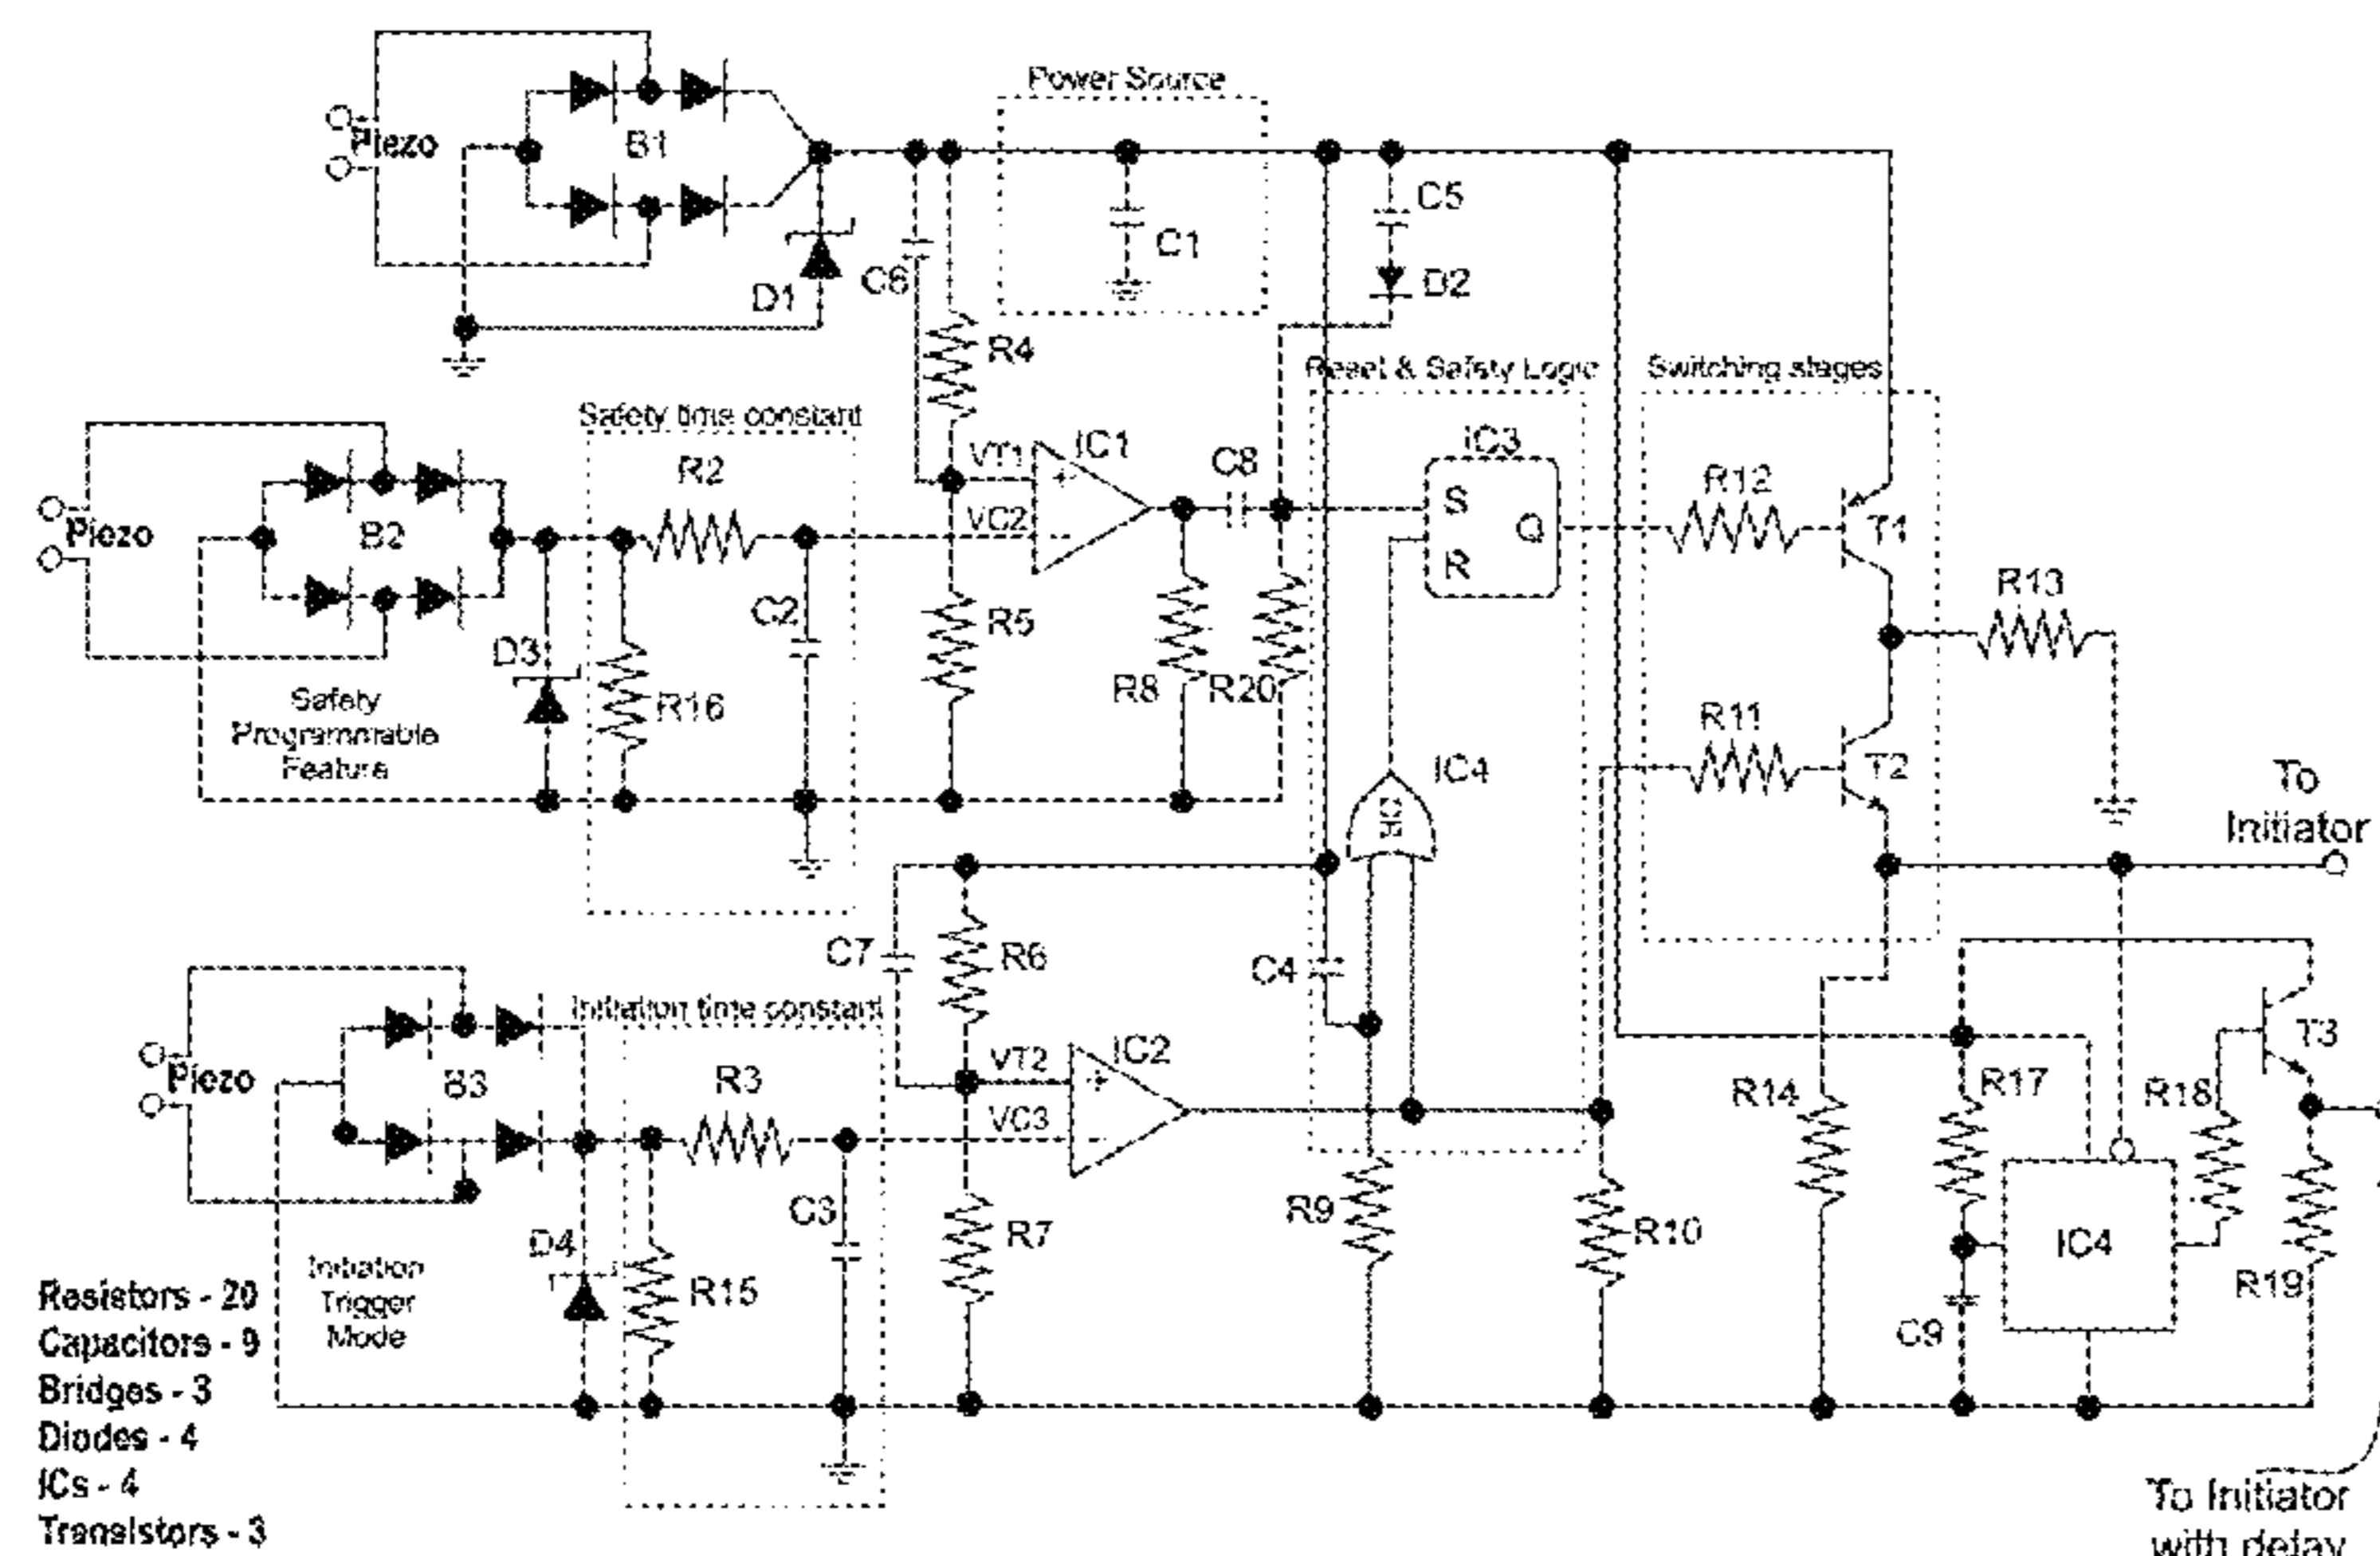 Power Source
Piezo
B1
C5
C1
D2
D1
C6
R4
Reset & Safety Logic
Switching stages
Safety time constant
R2
VT1
IC1
C8
IC3
S
R12
Piezo
B2
VC2
Q
T1
R
R13
C2
R5
D3
R8
R20
R16
Safety
Programmable
Feature
R11
T2
IC4
OR
To
Initiator
C7
R6
C4
Initiation time constant
T3
Piezo
B3
R3
VT2
IC2
R14
R17
R18
VC3
+
+
C3
R9
R10
IC4
R7
D4
R15
R19
C9
Initiation
Trigger
Mode
Resistors - 20
Capacitors - 9
Bridges - 3
Diodes - 4
ICs - 4
Transistors - 3
To Initiator
with delay